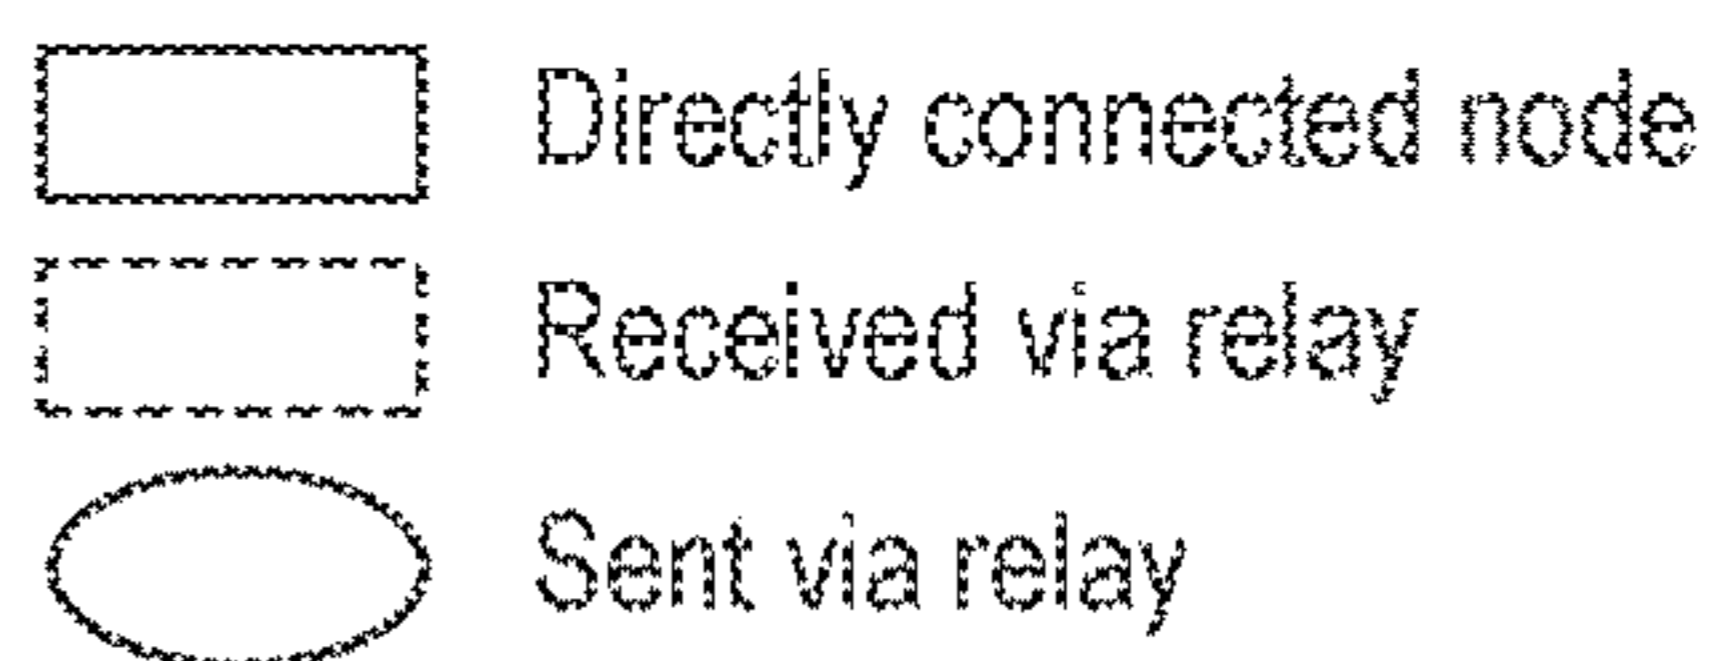 Directly connected node
Received via relay
Sent via relay